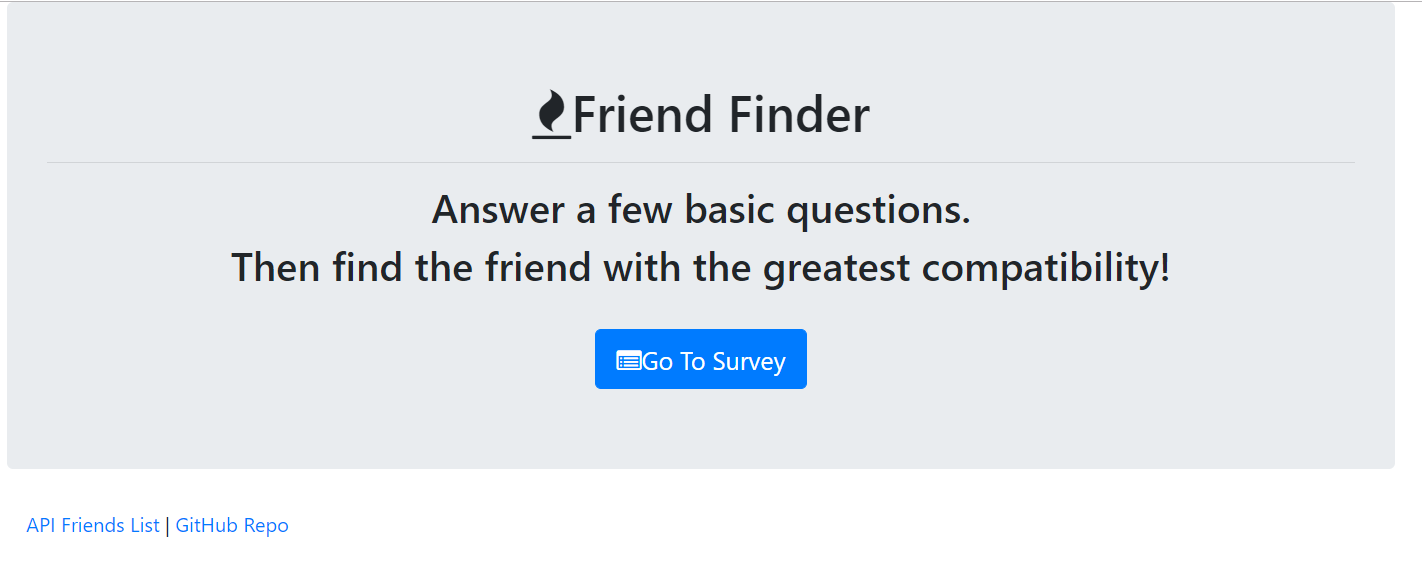 Friend Finder
Answer a few basic questions.
Then find the friend with the greatest compatibility!
Go To Survey
API Friends List | GitHub Repo